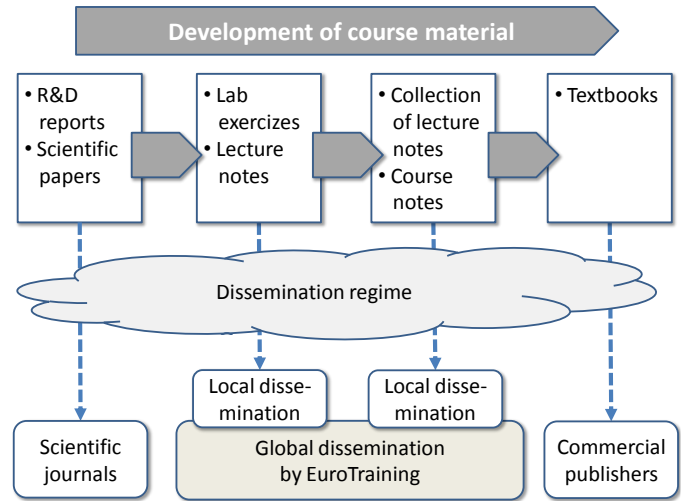 Development of course material
• R&D
reports
• Scientific
papers
• Lab
exercizes
• Lecture
notes
• Collection
of lecture
notes
• Course
notes
• Textbooks
Dissemination regime
Local disse-
mination
Local disse-
mination
Scientific
journals
Global dissemination
by EuroTraining
Commercial
publishers